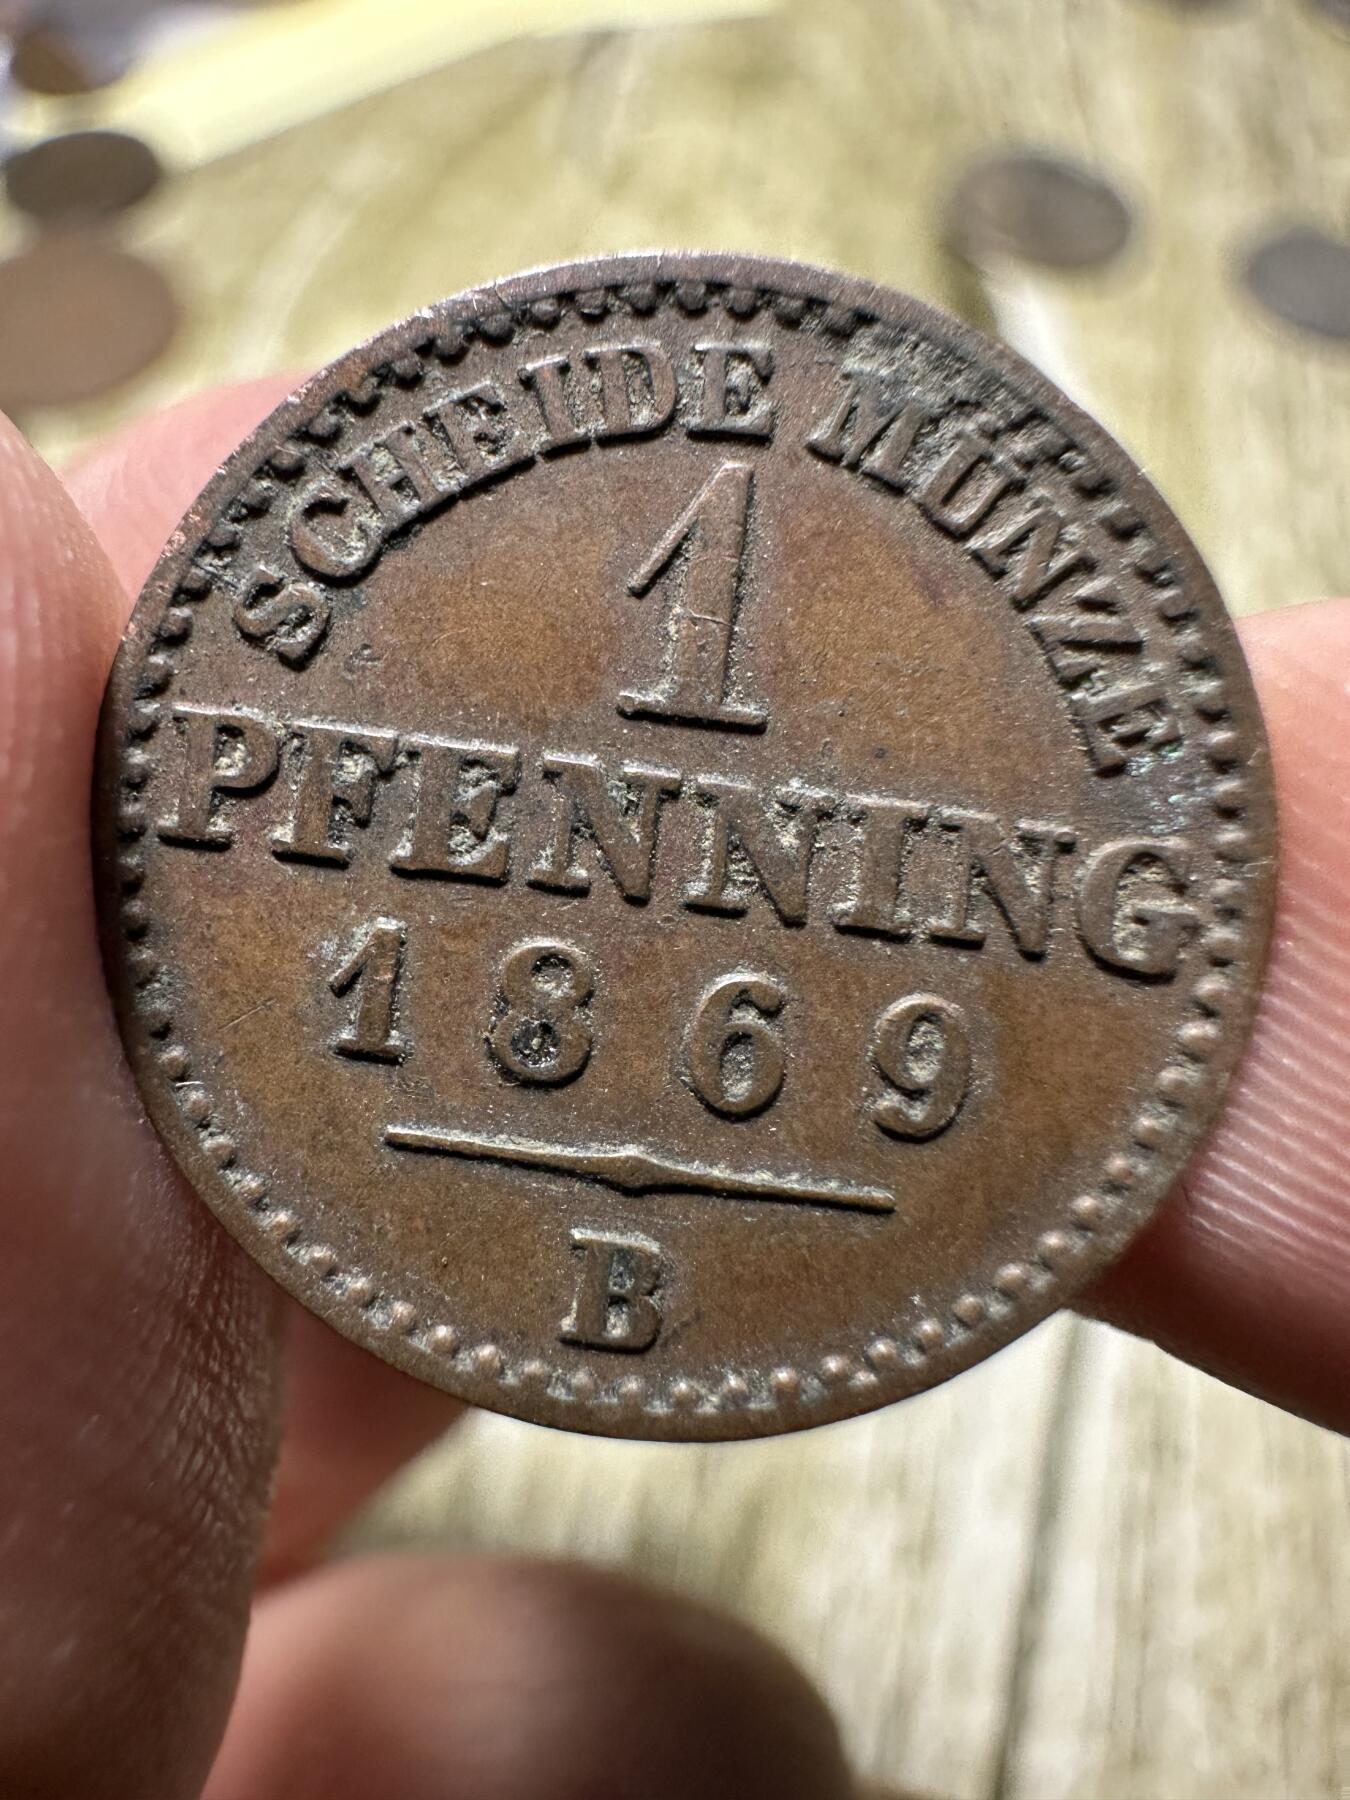 SCHEIDE MÜNZE
1
PFENNING
1869
B